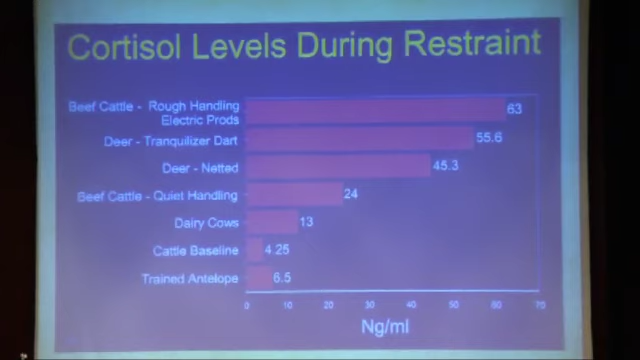 Cortisol Levels During Restraint
Beef Cattle - Rough Handling
Electric Prods
63
Deer - Tranquilizer Dart
55.6
Deer - Netted
45.3
Beef Cattle - Quiet Handling
24
Dairy Cows
13
Cattle Baseline
4.25
Trained Antelope
6.5
0 10 20 30 40 50 60 70
Ng/ml